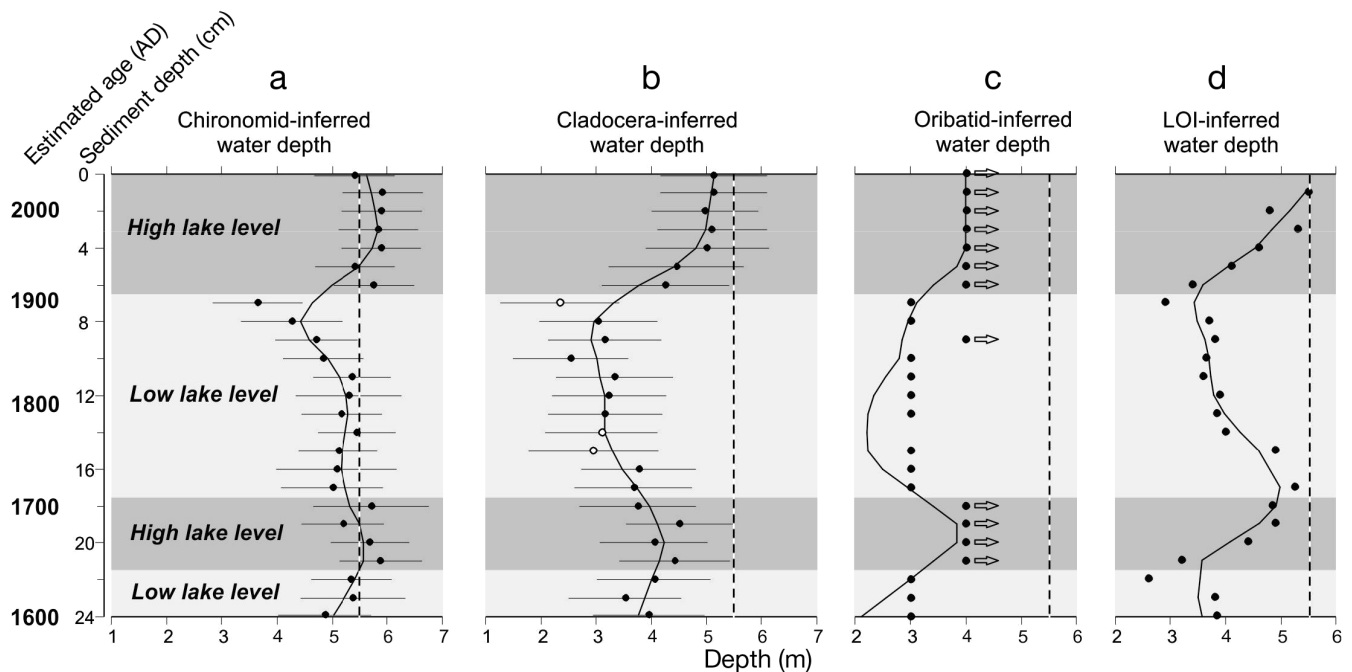 Estimated age (AD)
Sediment depth (cm)
a
b
c
d
Chironomid-inferred
water depth
Cladocera-inferred
water depth
Oribatid-inferred
water depth
LOI-inferred
water depth
0
2000
High lake level
4
1900
8
Low lake level
12
1800
16
1700
High lake level
20
Low lake level
1600
24
1 2 3 4 5 6 7
1 2 3 4 5 6 7
2 3 4 5 6
2 3 4 5 6
Depth (m)